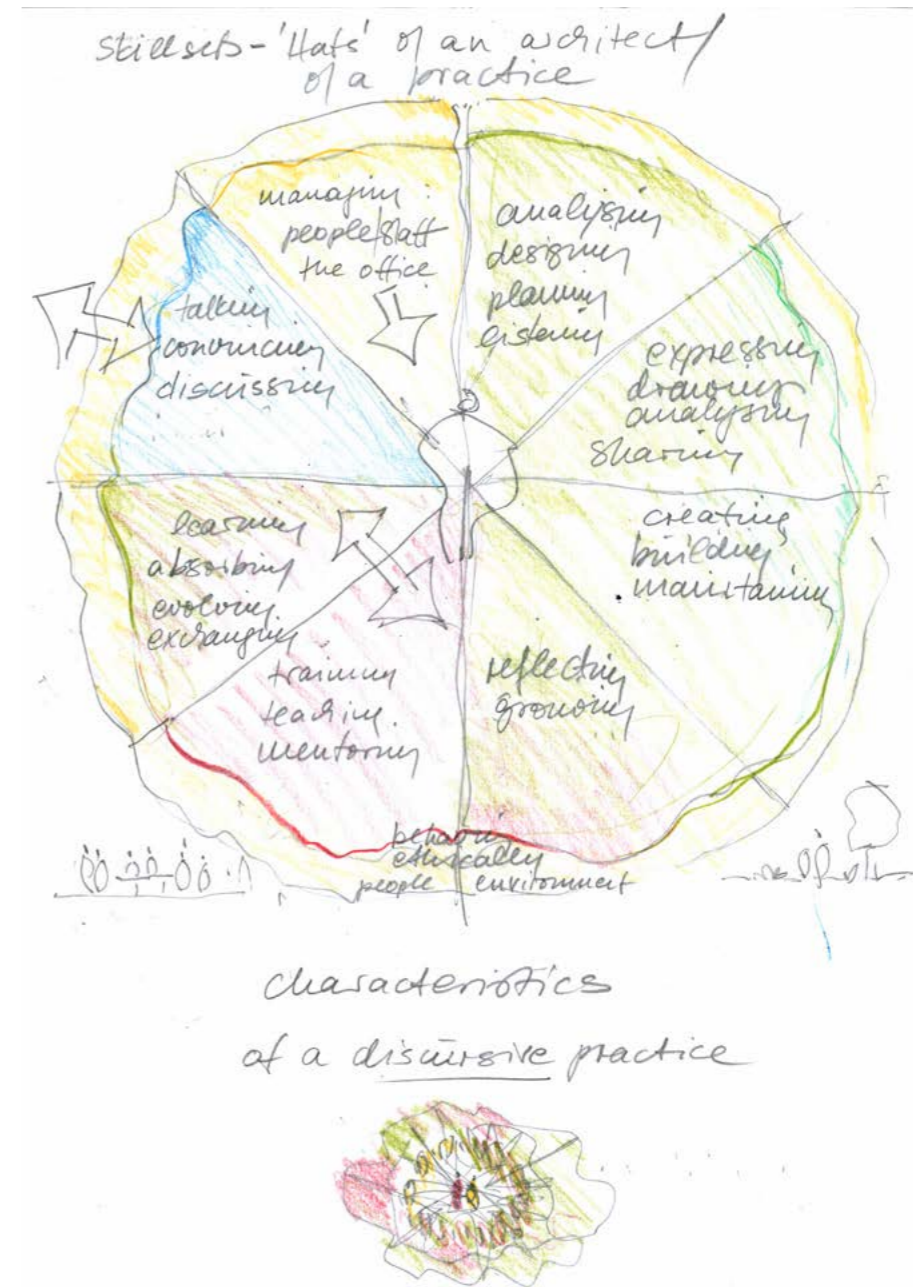 skillsets - 'Hats' of an architect/
of a practice
managing
people/staff
the office
analysing
designing
planning
listening
talking
convincing
discussing
expressing
drawing
analysing
sharing
learning
absorbing
evolving
exchanging
creating
building
maintaining
training
teaching
mentoring
reflecting
growing
behaving
ethically
people environment
characteristics
of a discursive practice